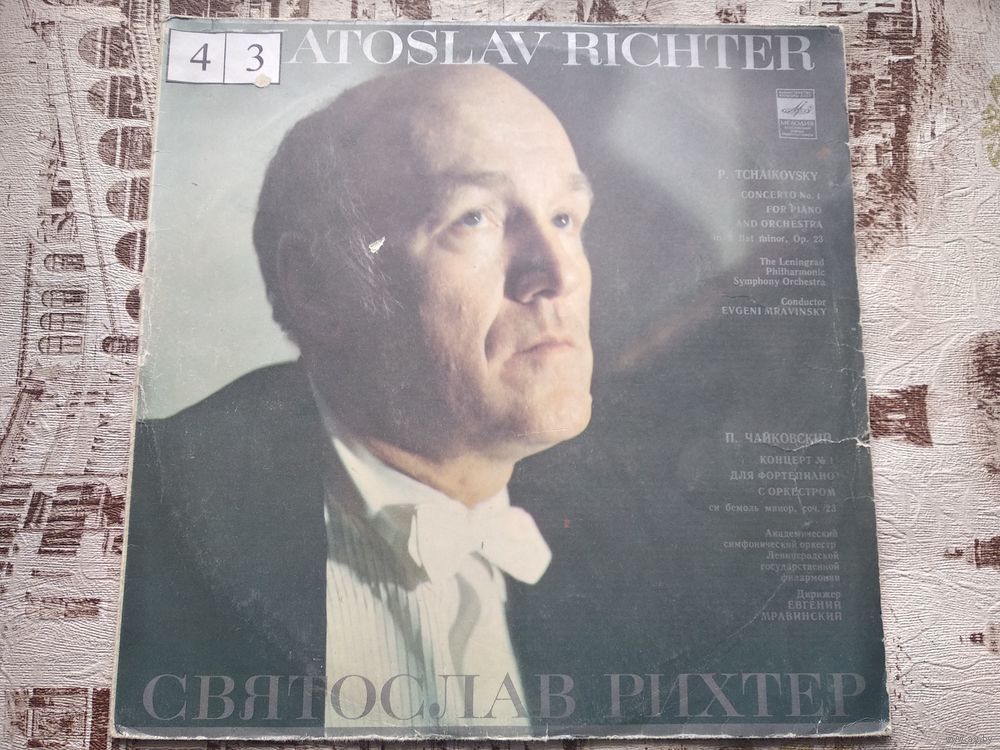 4 3 ATOSLAV RICHTER
МЕЛОДИЯ
P. TCHAIKOVSKY
CONCERTO No. 1
FOR PIANO
AND ORCHESTRA
flat minor, Op. 23
The Leningrad
Philharmonic
Symphony Orchestra
Conductor
EVGENI MRAVINSKY
П. ЧАЙКОВСКИЙ
КОНЦЕРТ № 1
ДЛЯ ФОРТЕПИАНО
С ОРКЕСТРОМ
си бемоль минор, соч. 23
Академический
симфонический оркестр
Ленинградской
государственной
филармонии
Дирижер
ЕВГЕНИЙ
МРАВИНСКИЙ
СВЯТОСЛАВ РИХТЕР